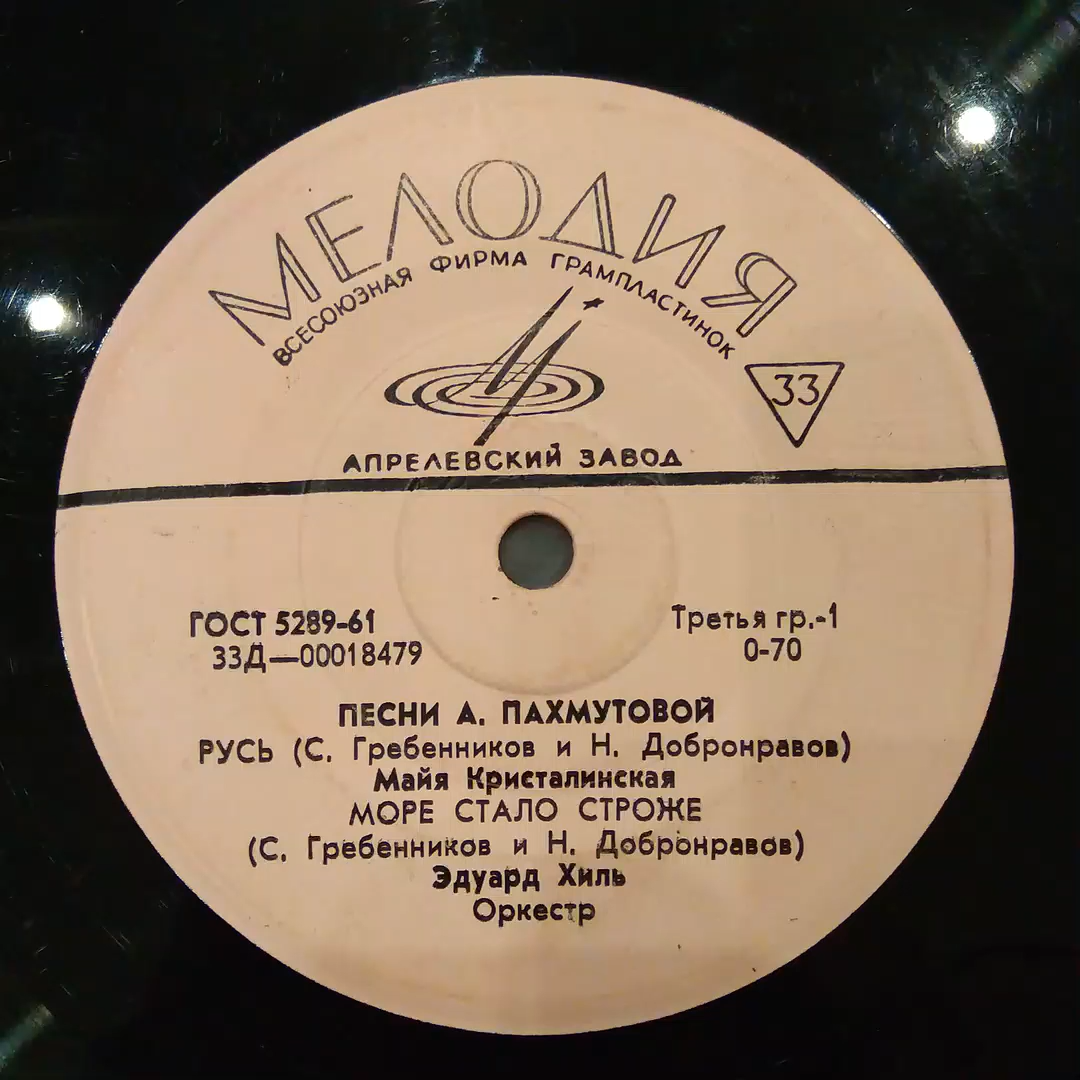 МЕЛОДИЯ
ВСЕСОЮЗНАЯ ФИРМА ГРАМПЛАСТИНОК
33
АПРЕЛЕВСКИЙ ЗАВОД
ГОСТ 5289-61
Третья гр.-1
33Д—00018479
0-70
ПЕСНИ А. ПАХМУТОВОЙ
РУСЬ (С. Гребенников и Н. Добронравов)
Майя Кристалинская
МОРЕ СТАЛО СТРОЖЕ
(С. Гребенников и Н. Добронравов)
Эдуард Хиль
Оркестр